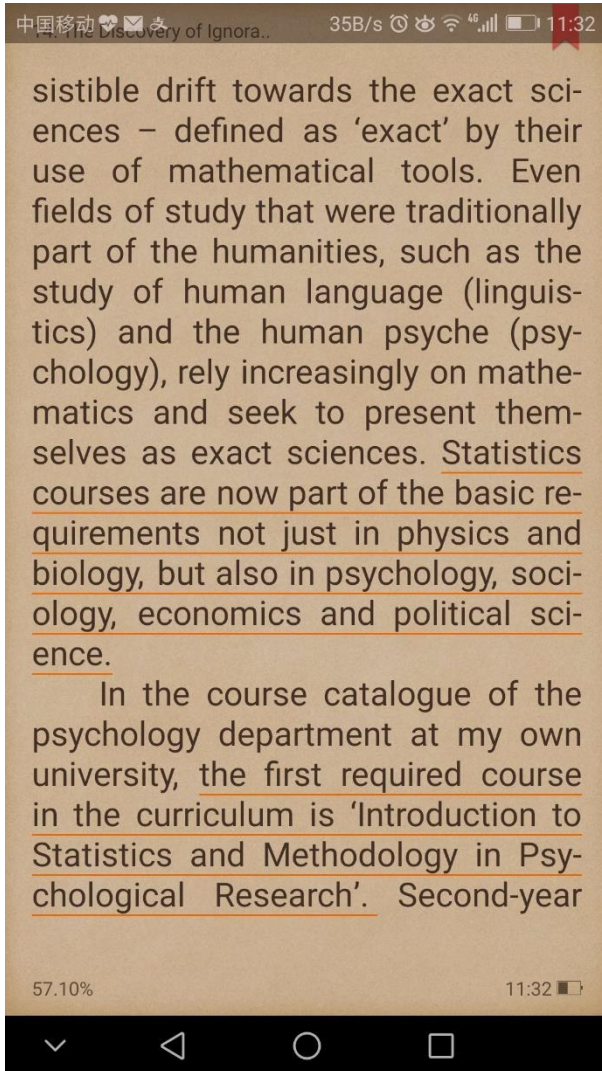 中国移动 35B/s 4G 11:32
14. The Discovery of Ignora..
sistible drift towards the exact sci-
ences – defined as ‘exact’ by their
use of mathematical tools. Even
fields of study that were traditionally
part of the humanities, such as the
study of human language (linguis-
tics) and the human psyche (psy-
chology), rely increasingly on mathe-
matics and seek to present them-
selves as exact sciences. Statistics
courses are now part of the basic re-
quirements not just in physics and
biology, but also in psychology, soci-
ology, economics and political sci-
ence.
In the course catalogue of the
psychology department at my own
university, the first required course
in the curriculum is ‘Introduction to
Statistics and Methodology in Psy-
chological Research’. Second-year
57.10% 11:32